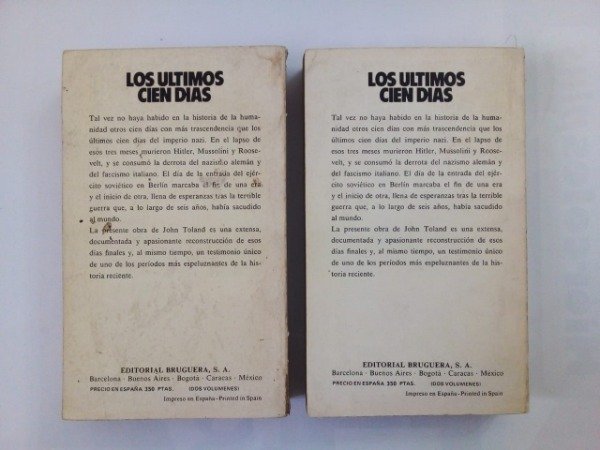 LOS ULTIMOS
CIEN DIAS
Tal vez no haya habido en la historia de la huma-
nidad otros cien días con más trascendencia que los
últimos cien días del imperio nazi. En el lapso de
esos tres meses murieron Hitler, Mussolini y Roose-
velt, y se consumó la derrota del nazismo alemán y
del fascismo italiano. El día de la entrada del ejér-
cito soviético en Berlín marcaba el fin de una era
y el inicio de otra, llena de esperanzas tras la terrible
guerra que, a lo largo de seis años, había sacudido
al mundo.
La presente obra de John Toland es una extensa,
documentada y apasionante reconstrucción de esos
días finales y, al mismo tiempo, un testimonio único
de uno de los períodos más espeluznantes de la his-
toria reciente.
EDITORIAL BRUGUERA, S. A.
Barcelona · Buenos Aires · Bogotá · Caracas · México
PRECIO EN ESPAÑA 350 PTAS. (DOS VOLUMENES)
Impreso en España - Printed in Spain
LOS ULTIMOS
CIEN DIAS
Tal vez no haya habido en la historia de la huma-
nidad otros cien días con más trascendencia que los
últimos cien días del imperio nazi. En el lapso de
esos tres meses murieron Hitler, Mussolini y Roose-
velt, y se consumó la derrota del nazismo alemán y
del fascismo italiano. El día de la entrada del ejér-
cito soviético en Berlín marcaba el fin de una era
y el inicio de otra, llena de esperanzas tras la terrible
guerra que, a lo largo de seis años, había sacudido
al mundo.
La presente obra de John Toland es una extensa,
documentada y apasionante reconstrucción de esos
días finales y, al mismo tiempo, un testimonio único
de uno de los períodos más espeluznantes de la his-
toria reciente.
EDITORIAL BRUGUERA, S. A.
Barcelona · Buenos Aires · Bogotá · Caracas · México
PRECIO EN ESPAÑA 350 PTAS. (DOS VOLUMENES)
Impreso en España - Printed in Spain